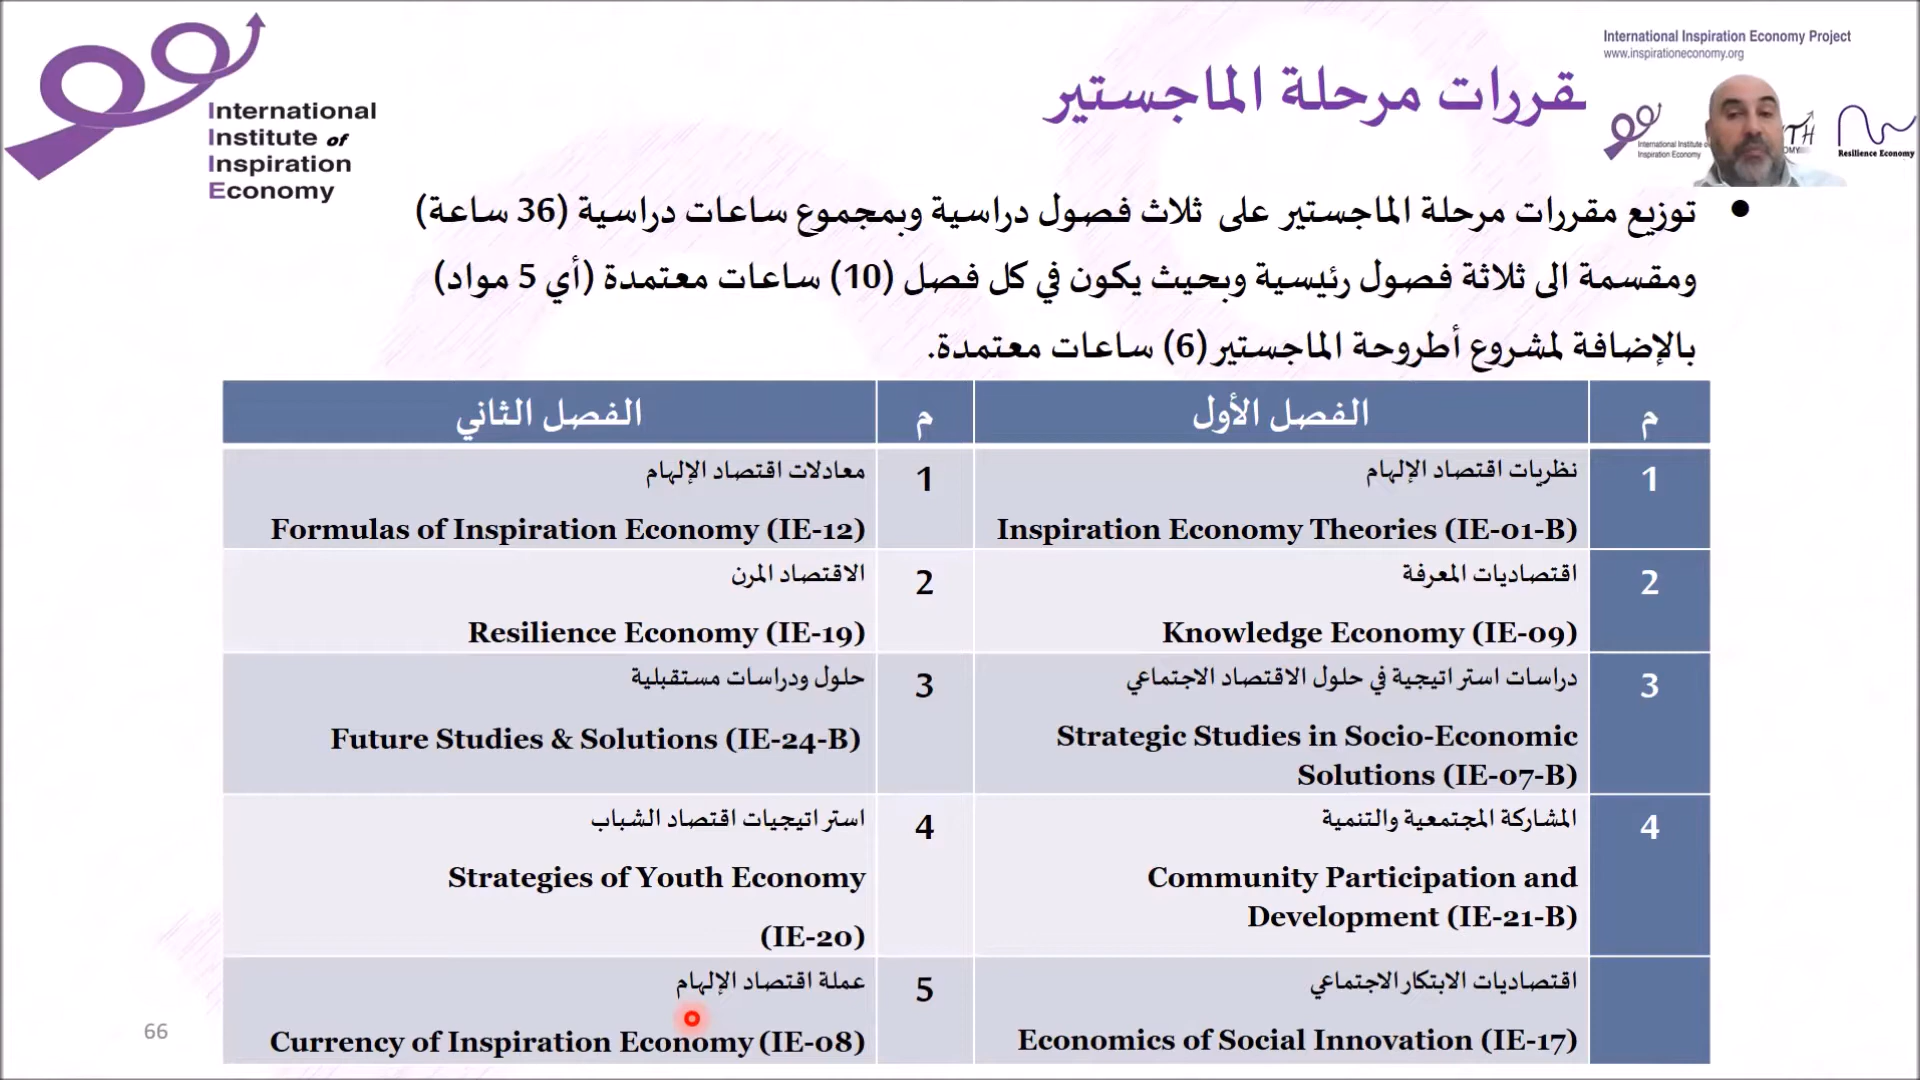 International
Institute of
Inspiration
Economy
International Inspiration Economy Project
www.inspirationeconomy.org
International Institute
Inspiration Economy
Resilience Economy
مقررات مرحلة الماجستير
• توزيع مقررات مرحلة الماجستير على ثلاث فصول دراسية وبمجموع ساعات دراسية (36 ساعة)
ومقسمة الى ثلاثة فصول رئيسية وبحيث يكون في كل فصل (10) ساعات معتمدة (أي 5 مواد)
بالإضافة لمشروع أطروحة الماجستير (6) ساعات معتمدة.
م الفصل الأول م الفصل الثاني
1 نظريات اقتصاد الإلهام
Inspiration Economy Theories (IE-01-B)
1 معادلات اقتصاد الإلهام
Formulas of Inspiration Economy (IE-12)
2 اقتصاديات المعرفة
Knowledge Economy (IE-09)
2 الاقتصاد المرن
Resilience Economy (IE-19)
3 دراسات استراتيجية في حلول الاقتصاد الاجتماعي
Strategic Studies in Socio-Economic
Solutions (IE-07-B)
3 حلول ودراسات مستقبلية
Future Studies & Solutions (IE-24-B)
4 المشاركة المجتمعية والتنمية
Community Participation and
Development (IE-21-B)
4 استراتيجيات اقتصاد الشباب
Strategies of Youth Economy
(IE-20)
اقتصاديات الابتكار الاجتماعي
Economics of Social Innovation (IE-17)
5 عملة اقتصاد الإلهام
Currency of Inspiration Economy (IE-08)
66